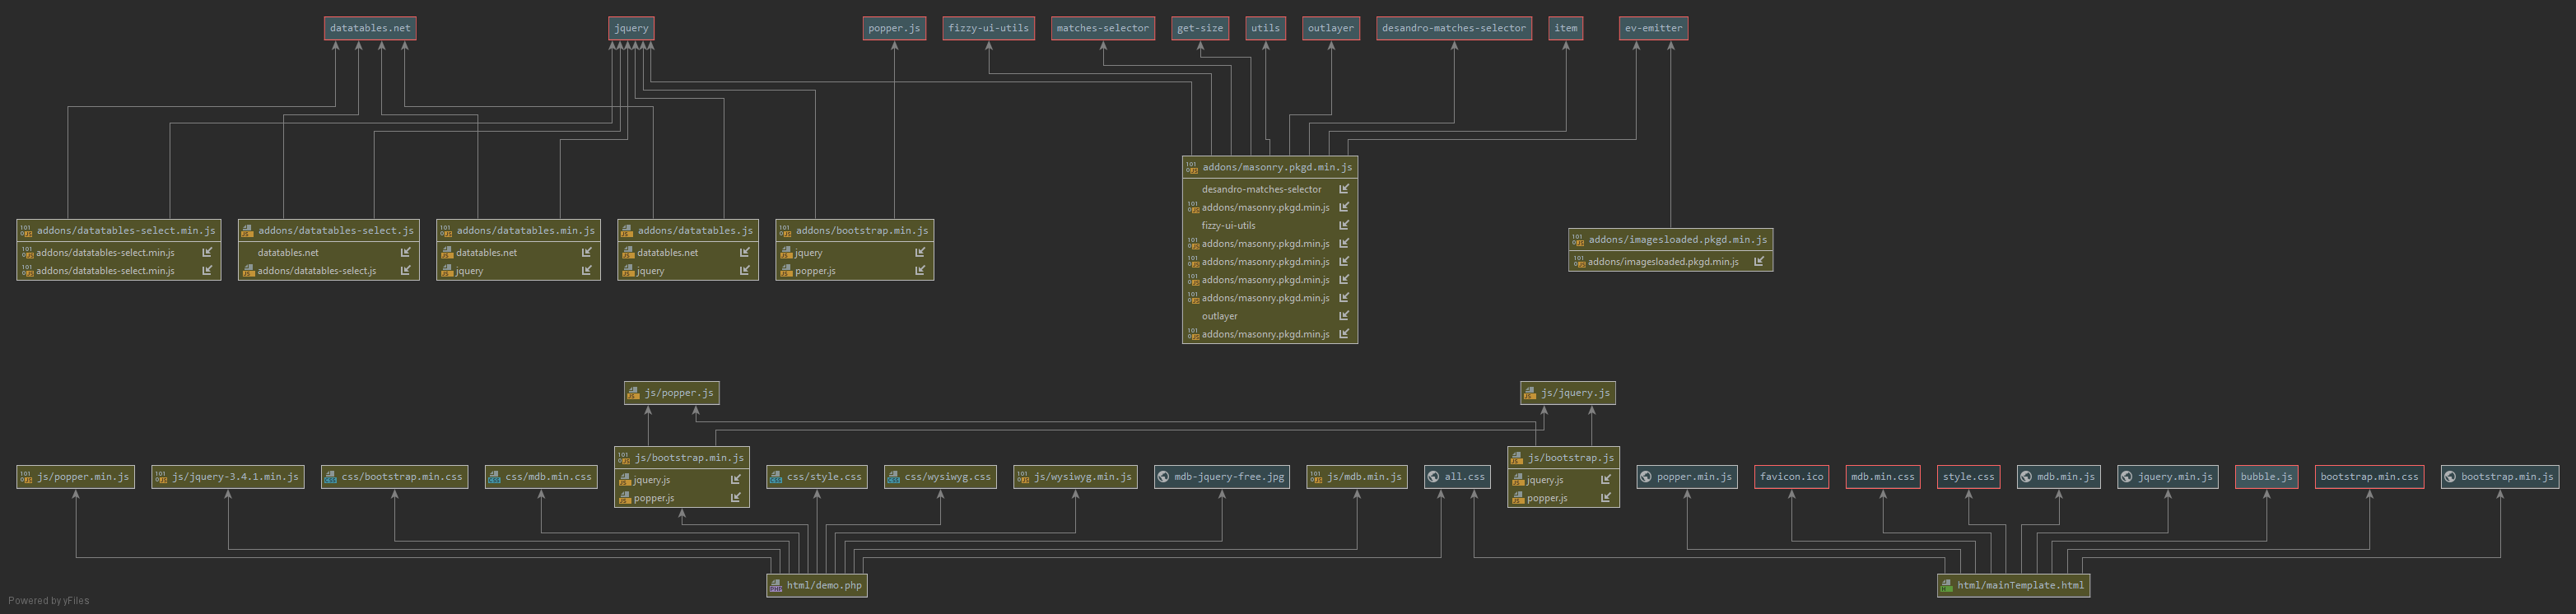 datatables.net
jquery
popper.js
fizzy-ui-utils
matches-selector
get-size
utils
outlayer
desandro-matches-selector
item
ev-emitter
addons/masonry.pkgd.min.js
desandro-matches-selector
addons/masonry.pkgd.min.js
fizzy-ui-utils
addons/masonry.pkgd.min.js
addons/masonry.pkgd.min.js
addons/masonry.pkgd.min.js
addons/masonry.pkgd.min.js
outlayer
addons/masonry.pkgd.min.js
addons/datatables-select.min.js
addons/datatables-select.min.js
addons/datatables-select.min.js
addons/datatables-select.js
datatables.net
addons/datatables-select.js
addons/datatables.min.js
datatables.net
jquery
addons/datatables.js
datatables.net
jquery
addons/bootstrap.min.js
jquery
popper.js
addons/imagesloaded.pkgd.min.js
addons/imagesloaded.pkgd.min.js
js/popper.js
js/jquery.js
js/popper.min.js
js/jquery-3.4.1.min.js
css/bootstrap.min.css
css/mdb.min.css
js/bootstrap.min.js
jquery.js
popper.js
css/style.css
css/wysiwyg.css
js/wysiwyg.min.js
mdb-jquery-free.jpg
js/mdb.min.js
all.css
js/bootstrap.js
jquery.js
popper.js
popper.min.js
favicon.ico
mdb.min.css
style.css
mdb.min.js
jquery.min.js
bubble.js
bootstrap.min.css
bootstrap.min.js
html/demo.php
html/mainTemplate.html
Powered by yFiles